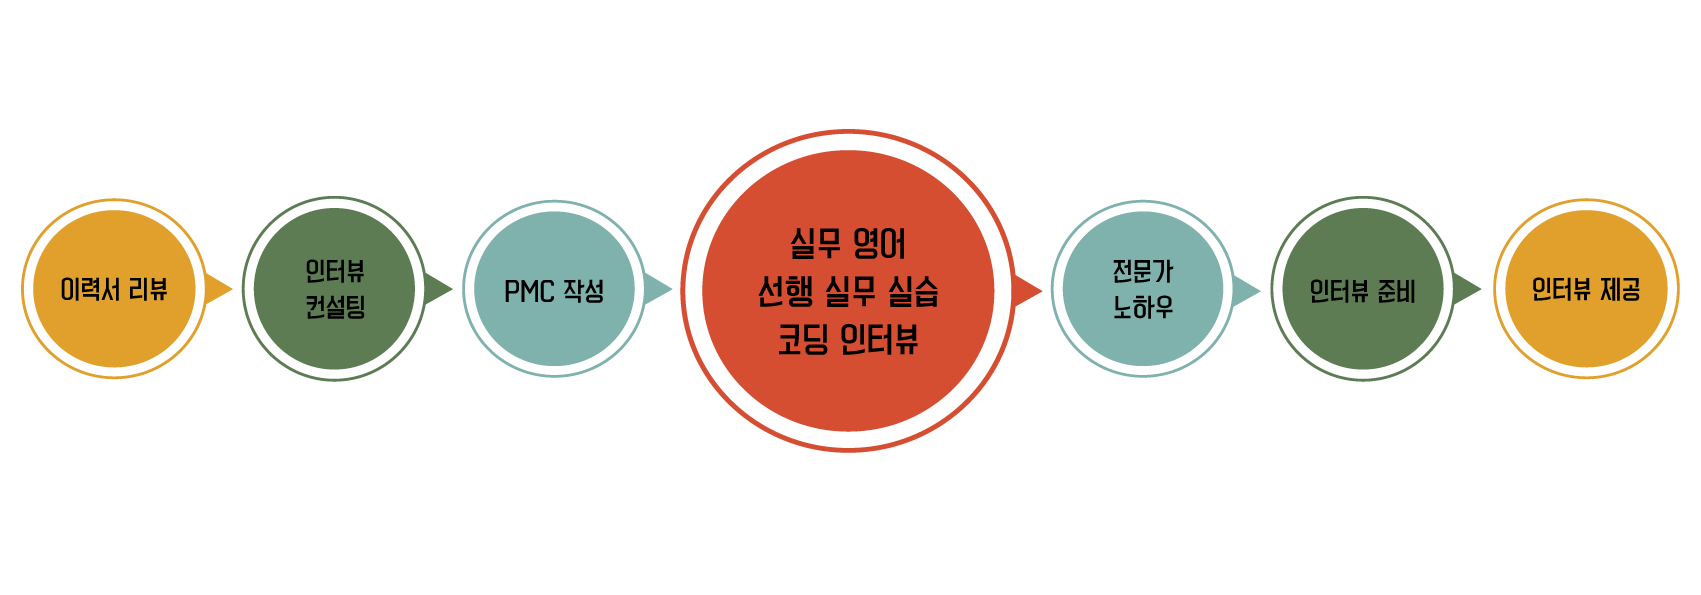 이력서 리뷰
인터뷰
컨설팅
PMC 작성
실무 영어
선행 실무 실습
코딩 인터뷰
전문가
노하우
인터뷰 준비
인터뷰 제공